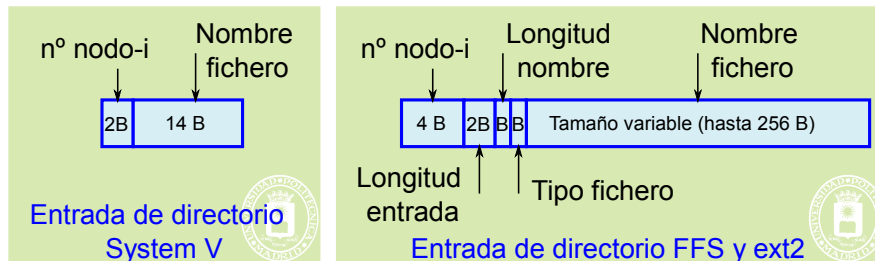 nº nodo-i
Nombre
fichero
2B
14 B
Entrada de directorio
System V
nº nodo-i
Longitud
nombre
Nombre
fichero
4 B
2B
B
B
Tamaño variable (hasta 256 B)
Longitud
entrada
Tipo fichero
Entrada de directorio FFS y ext2